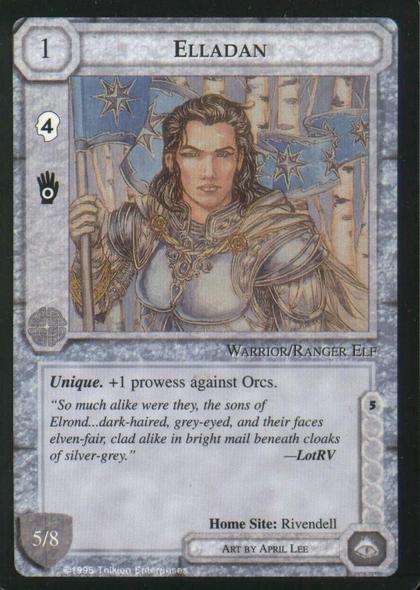 1
ELLADAN
4
0
WARRIOR/RANGER ELF
Unique. +1 prowess against Orcs.
5
"So much alike were they, the sons of
Elrond...dark-haired, grey-eyed, and their faces
elven-fair, clad alike in bright mail beneath cloaks
of silver-grey." —LotRV
Home Site: Rivendell
5/8
ART BY APRIL LEE
©1995 Tolkien Enterprises